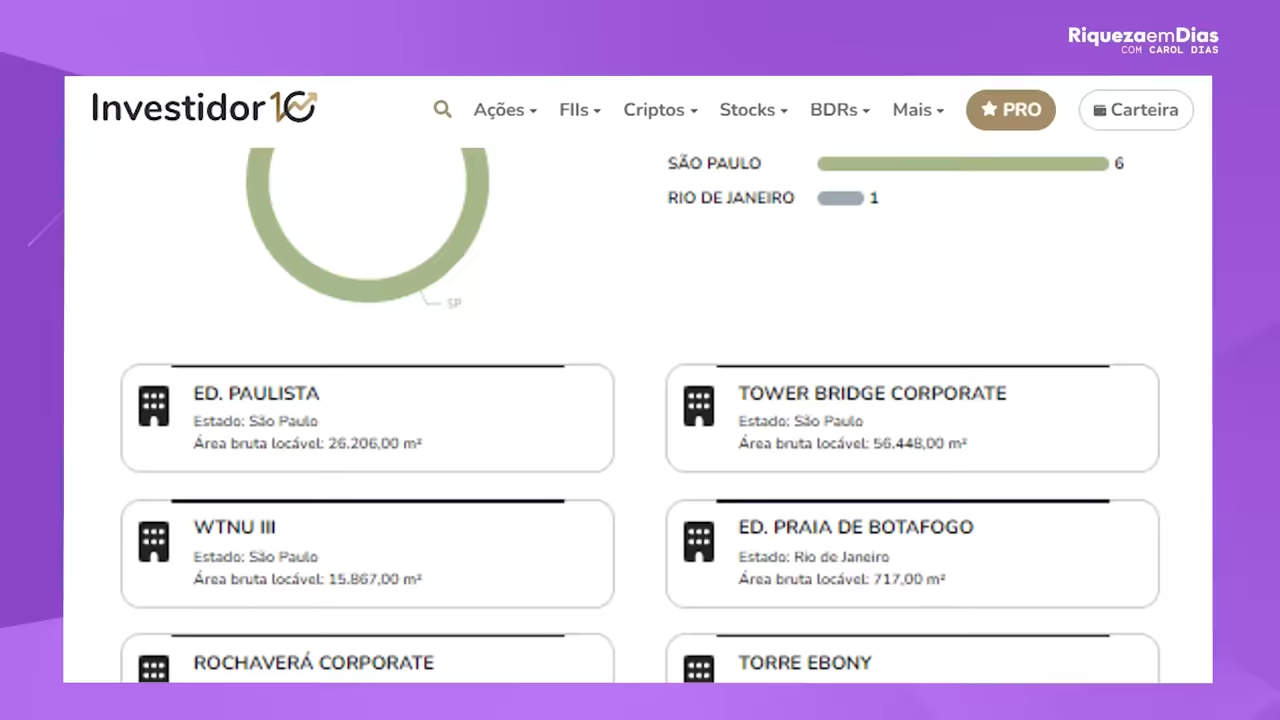 RiquezaemDias
COM CAROL DIAS
Investidor 10
Ações
FIIs
Criptos
Stocks
BDRs
Mais
PRO
Carteira
SÃO PAULO 6
RIO DE JANEIRO 1
SP
ED. PAULISTA
Estado: São Paulo
Área bruta locável: 26.206,00 m²
TOWER BRIDGE CORPORATE
Estado: São Paulo
Área bruta locável: 56.448,00 m²
WTNU III
Estado: São Paulo
Área bruta locável: 15.867,00 m²
ED. PRAIA DE BOTAFOGO
Estado: Rio de Janeiro
Área bruta locável: 717,00 m²
ROCHAVERÁ CORPORATE
TORRE EBONY